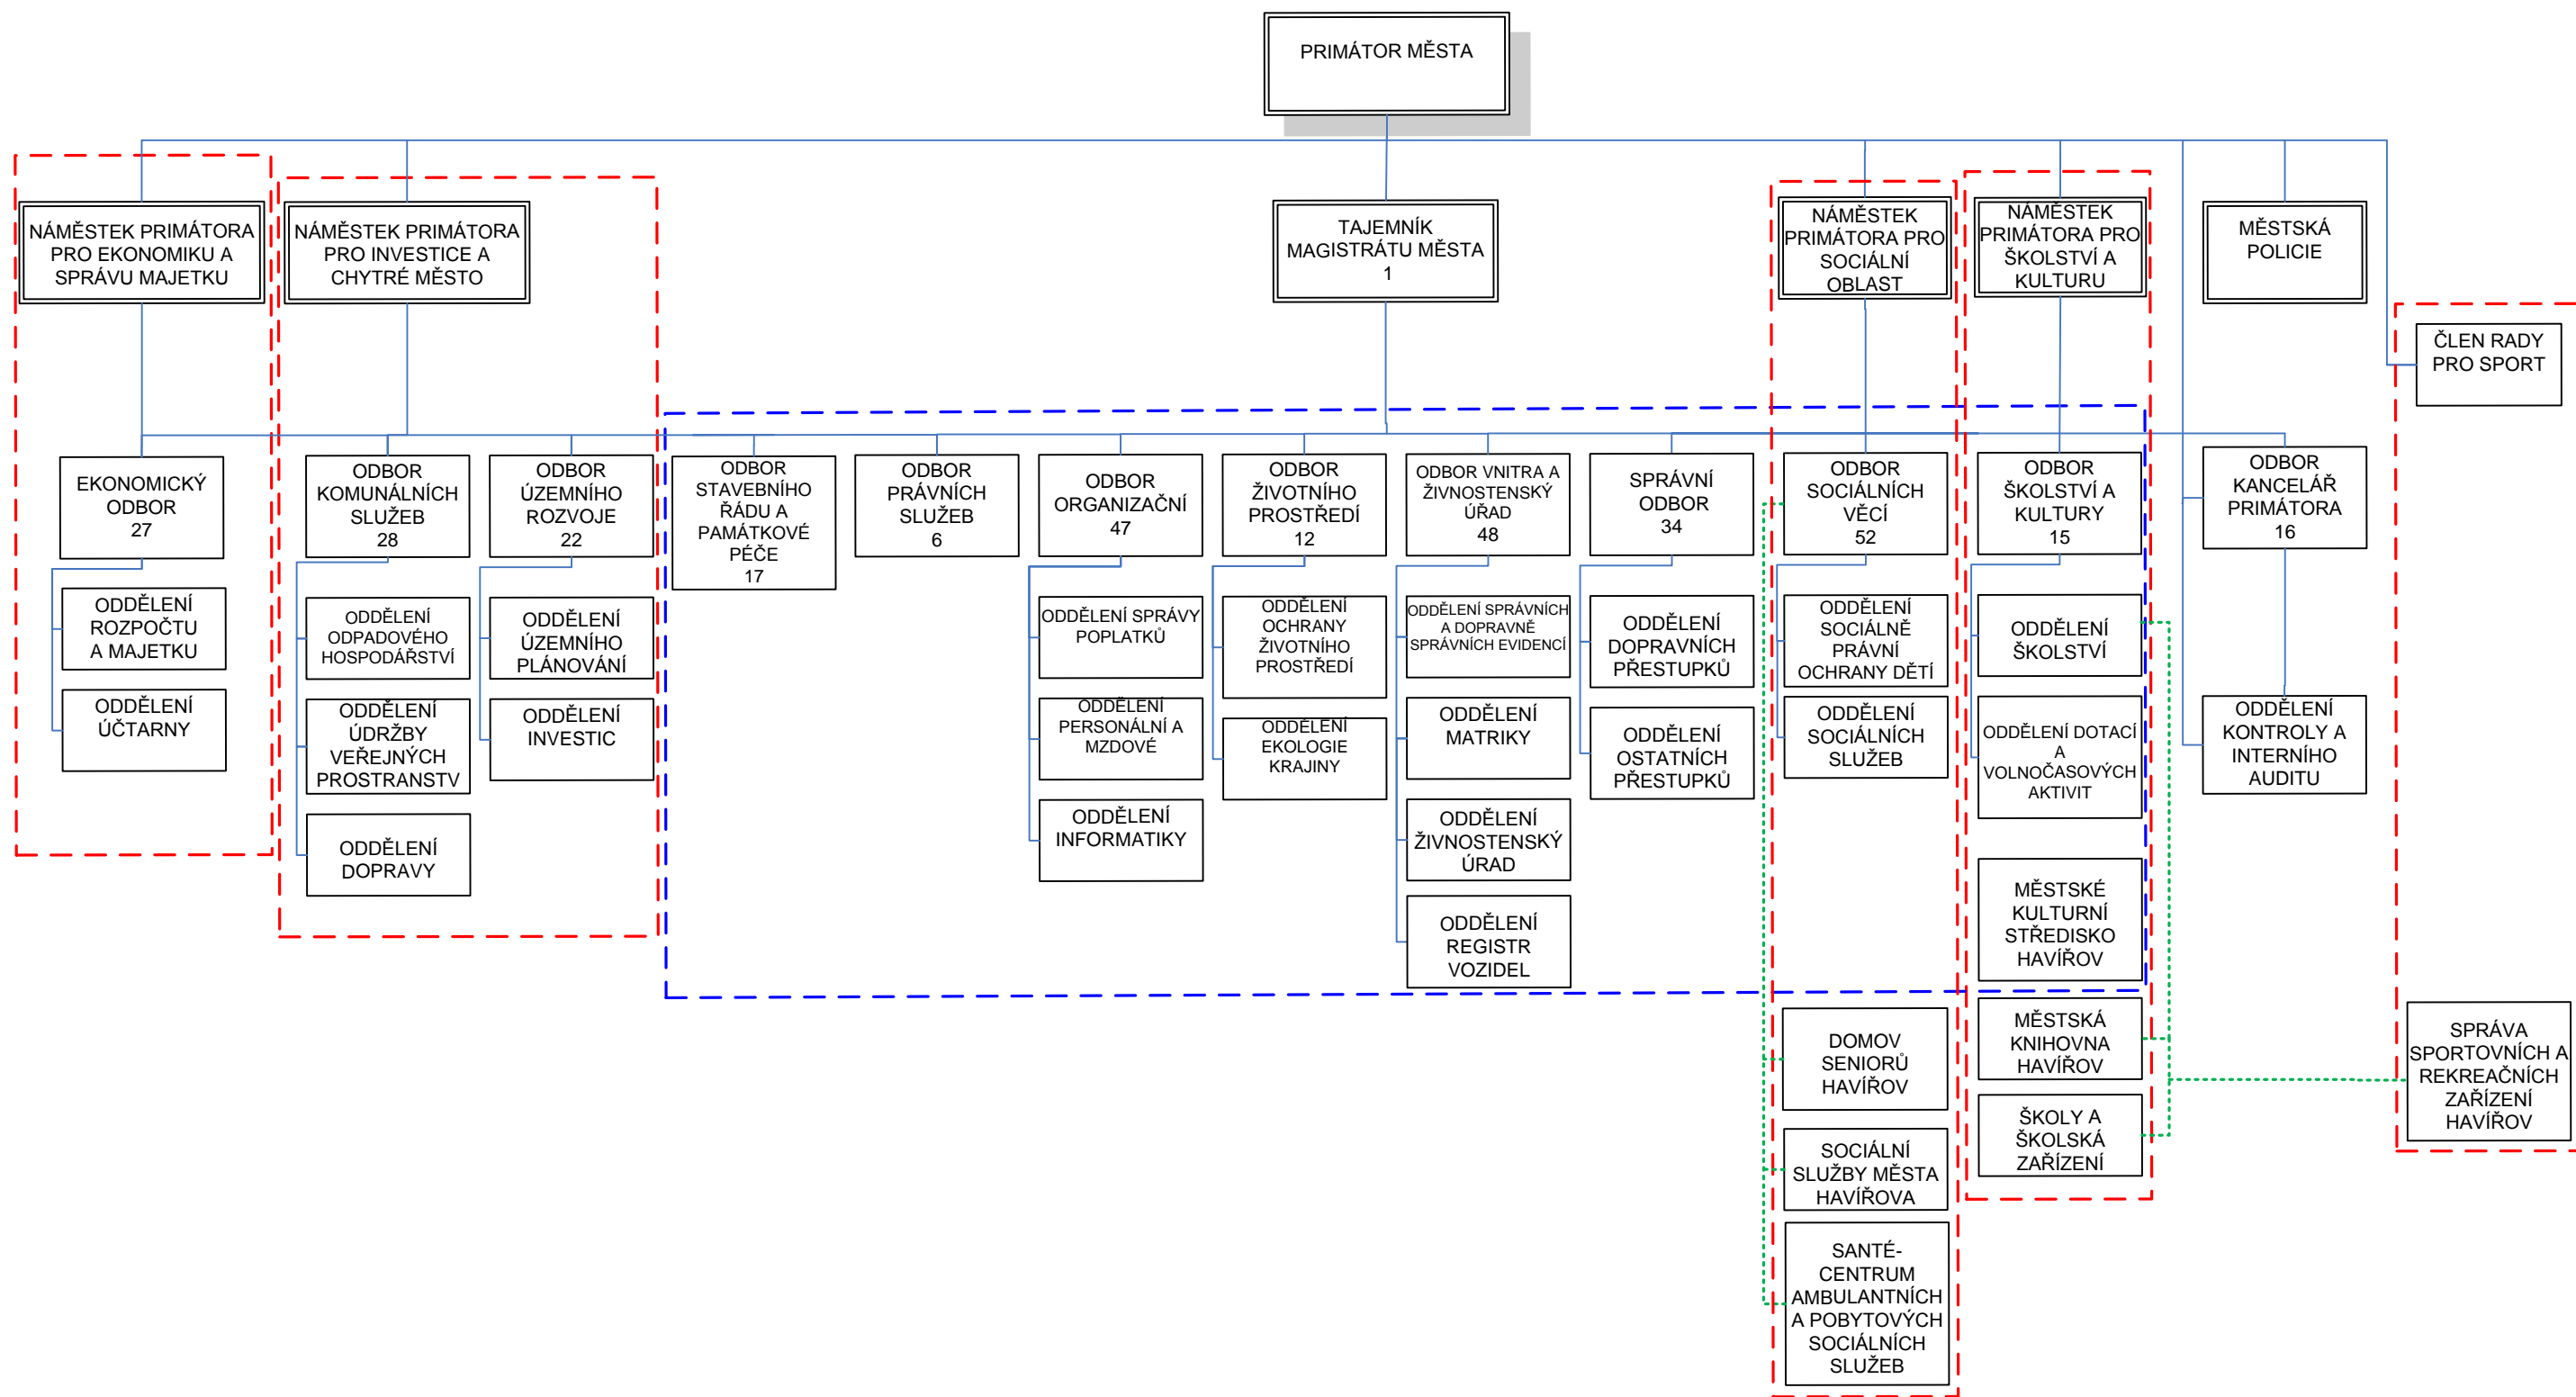 PRIMÁTOR MĚSTA
NÁMĚSTEK PRIMÁTORA
PRO EKONOMIKU A
SPRÁVU MAJETKU
NÁMĚSTEK PRIMÁTORA
PRO INVESTICE A
CHYTRÉ MĚSTO
TAJEMNÍK
MAGISTRÁTU MĚSTA
1
NÁMĚSTEK
PRIMÁTORA PRO
SOCIÁLNÍ
OBLAST
NÁMĚSTEK
PRIMÁTORA PRO
ŠKOLSTVÍ A
KULTURU
MĚSTSKÁ
POLICIE
ČLEN RADY
PRO SPORT
EKONOMICKÝ
ODBOR
27
ODBOR
KOMUNÁLNÍCH
SLUŽEB
28
ODBOR
ÚZEMNÍHO
ROZVOJE
22
ODBOR
STAVEBNÍHO
ŘÁDU A
PAMÁTKOVÉ
PÉČE
17
ODBOR
PRÁVNÍCH
SLUŽEB
6
ODBOR
ORGANIZAČNÍ
47
ODBOR
ŽIVOTNÍHO
PROSTŘEDÍ
12
ODBOR VNITRA A
ŽIVNOSTENSKÝ
ÚŘAD
48
SPRÁVNÍ
ODBOR
34
ODBOR
SOCIÁLNÍCH
VĚCÍ
52
ODBOR
ŠKOLSTVÍ A
KULTURY
15
ODBOR
KANCELÁŘ
PRIMÁTORA
16
ODDĚLENÍ
ROZPOČTU
A MAJETKU
ODDĚLENÍ
ÚČTARNY
ODDĚLENÍ
ODPADOVÉHO
HOSPODÁŘSTVÍ
ODDĚLENÍ
ÚDRŽBY
VEŘEJNÝCH
PROSTRANSTV
ODDĚLENÍ
DOPRAVY
ODDĚLENÍ
ÚZEMNÍHO
PLÁNOVÁNÍ
ODDĚLENÍ
INVESTIC
ODDĚLENÍ SPRÁVY
POPLATKŮ
ODDĚLENÍ
PERSONÁLNÍ A
MZDOVÉ
ODDĚLENÍ
INFORMATIKY
ODDĚLENÍ
OCHRANY
ŽIVOTNÍHO
PROSTŘEDÍ
ODDĚLENÍ
EKOLOGIE
KRAJINY
ODDĚLENÍ SPRÁVNÍCH
A DOPRAVNĚ
SPRÁVNÍCH EVIDENCÍ
ODDĚLENÍ
MATRIKY
ODDĚLENÍ
ŽIVNOSTENSKÝ
ÚRAD
ODDĚLENÍ
REGISTR
VOZIDEL
ODDĚLENÍ
DOPRAVNÍCH
PŘESTUPKŮ
ODDĚLENÍ
OSTATNÍCH
PŘESTUPKŮ
ODDĚLENÍ
SOCIÁLNĚ
PRÁVNÍ
OCHRANY DĚTÍ
ODDĚLENÍ
SOCIÁLNÍCH
SLUŽEB
ODDĚLENÍ
ŠKOLSTVÍ
ODDĚLENÍ DOTACÍ
A
VOLNOČASOVÝCH
AKTIVIT
MĚSTSKÉ
KULTURNÍ
STŘEDISKO
HAVÍŘOV
ODDĚLENÍ
KONTROLY A
INTERNÍHO
AUDITU
DOMOV
SENIORŮ
HAVÍŘOV
SOCIÁLNÍ
SLUŽBY MĚSTA
HAVÍŘOVA
SANTÉ-
CENTRUM
AMBULANTNÍCH
A POBYTOVÝCH
SOCIÁLNÍCH
SLUŽEB
MĚSTSKÁ
KNIHOVNA
HAVÍŘOV
ŠKOLY A
ŠKOLSKÁ
ZAŘÍZENÍ
SPRÁVA
SPORTOVNÍCH A
REKREAČNÍCH
ZAŘÍZENÍ
HAVÍŘOV